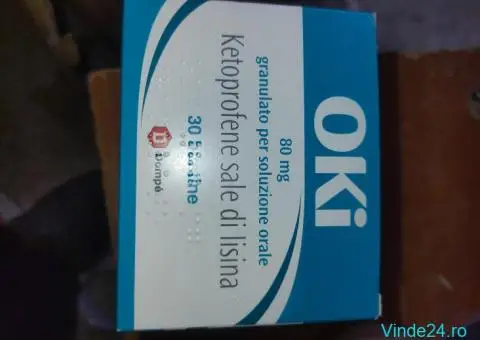 OKi
80 mg
granulato per soluzione orale
Ketoprofene sale di lisina
30 Bustine
Dompé
Vinde24.ro